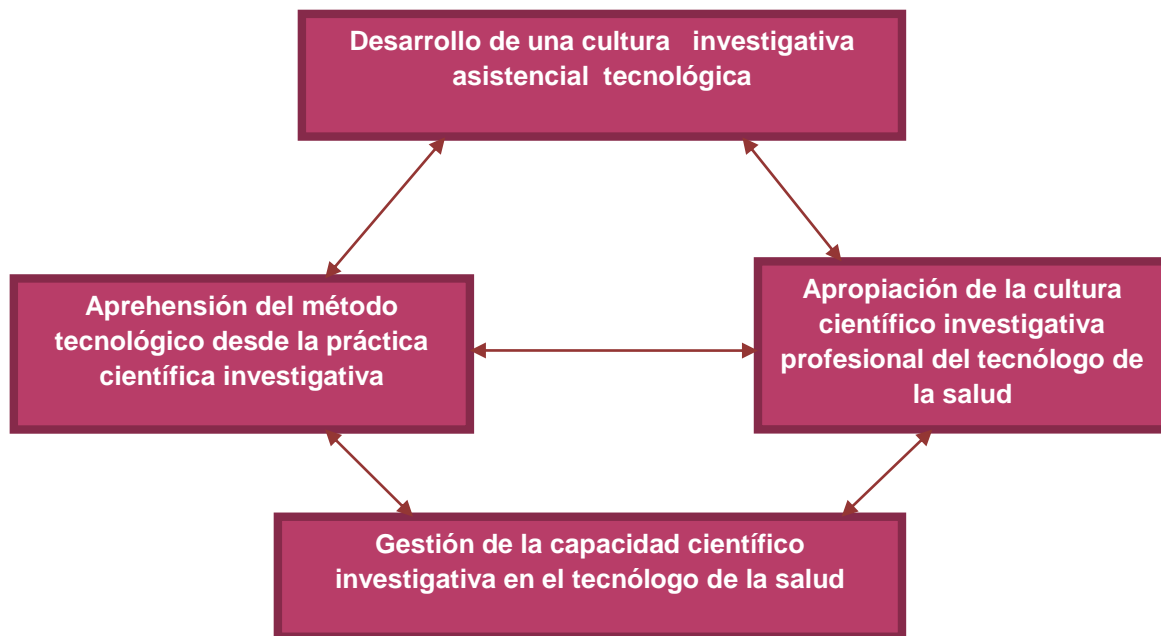 Desarrollo de una cultura investigativa
asistencial tecnológica
Aprehensión del método
tecnológico desde la práctica
científica investigativa
Apropiación de la cultura
científico investigativa
profesional del tecnólogo de
la salud
Gestión de la capacidad científico
investigativa en el tecnólogo de la salud